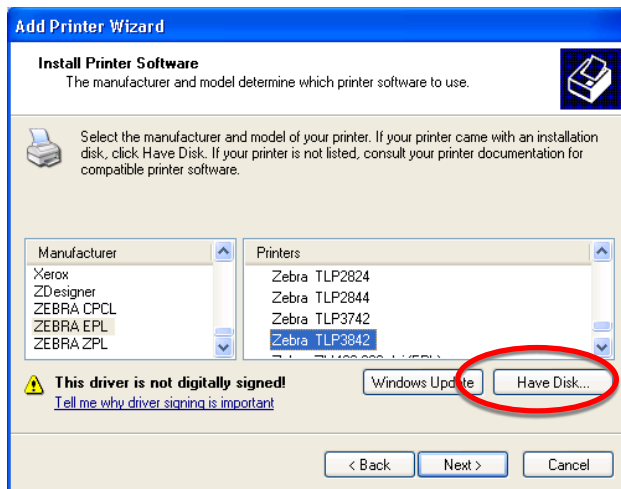 Add Printer Wizard
Install Printer Software
The manufacturer and model determine which printer software to use.
Select the manufacturer and model of your printer. If your printer came with an installation
disk, click Have Disk. If your printer is not listed, consult your printer documentation for
compatible printer software.
Manufacturer
Xerox
ZDesigner
ZEBRA CPCL
ZEBRA EPL
ZEBRA ZPL
Printers
Zebra TLP2824
Zebra TLP2844
Zebra TLP3742
Zebra TLP3842
This driver is not digitally signed!
Tell me why driver signing is important
Windows Update
Have Disk...
< Back
Next >
Cancel